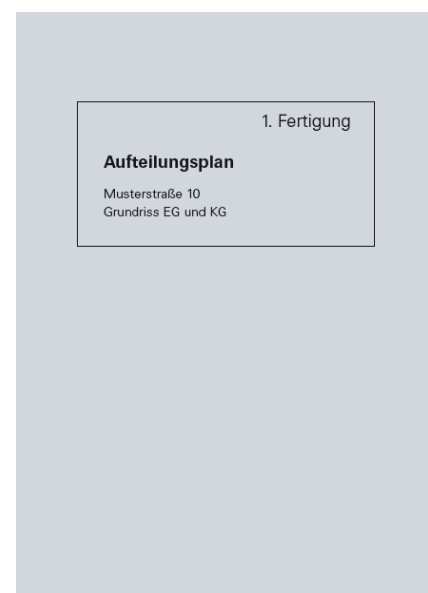 1. Fertigung
Aufteilungsplan
Musterstraße 10
Grundriss EG und KG